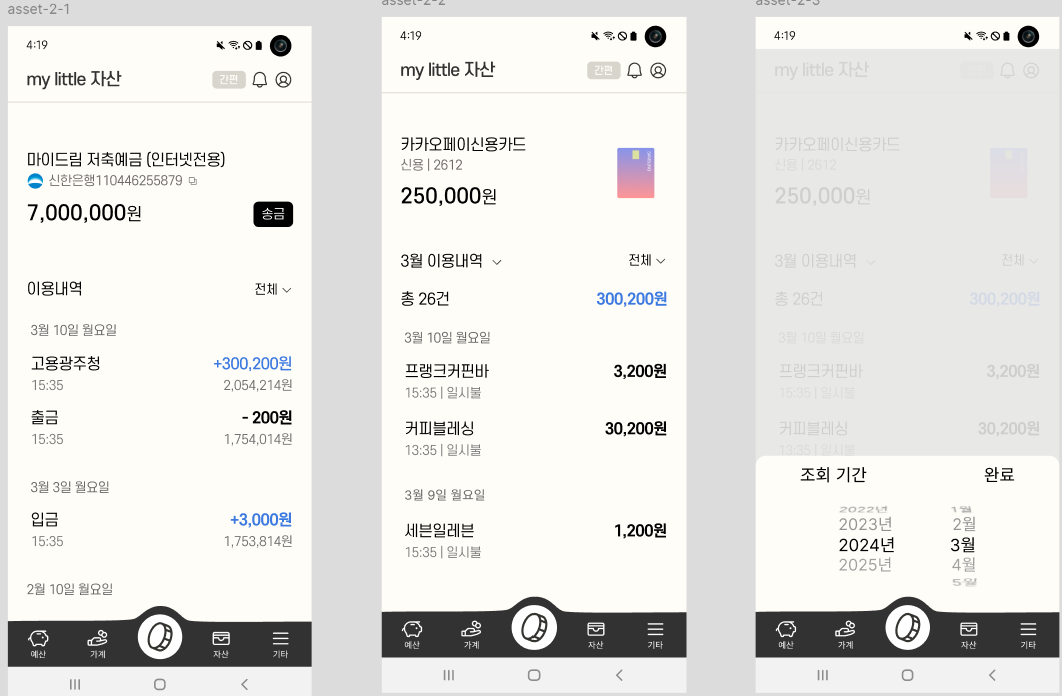 asset-2-1
4:19
my little 자산
간편
마이드림 저축예금 (인터넷전용)
신한은행110446255879
7,000,000원
송금
이용내역
전체
3월 10일 월요일
고용광주청
+300,200원
15:35
2,054,214원
출금
- 200원
15:35
1,754,014원
3월 3일 월요일
입금
+3,000원
15:35
1,753,814원
2월 10일 월요일
예산
가계
자산
기타
asset-2-2
4:19
my little 자산
간편
카카오페이신용카드
신용 | 2612
250,000원
3월 이용내역
전체
총 26건
300,200원
3월 10일 월요일
프랭크커핀바
3,200원
15:35 | 일시불
커피블레싱
30,200원
13:35 | 일시불
3월 9일 월요일
세븐일레븐
1,200원
15:35 | 일시불
예산
가계
자산
기타
asset-2-3
4:19
my little 자산
카카오페이신용카드
신용 | 2612
250,000원
3월 이용내역
전체
총 26건
300,200원
3월 10일 월요일
프랭크커핀바
3,200원
15:35 | 일시불
커피블레싱
30,200원
13:35 | 일시불
조회 기간
완료
2022년
1월
2023년
2월
2024년
3월
2025년
4월
5월
예산
가계
자산
기타